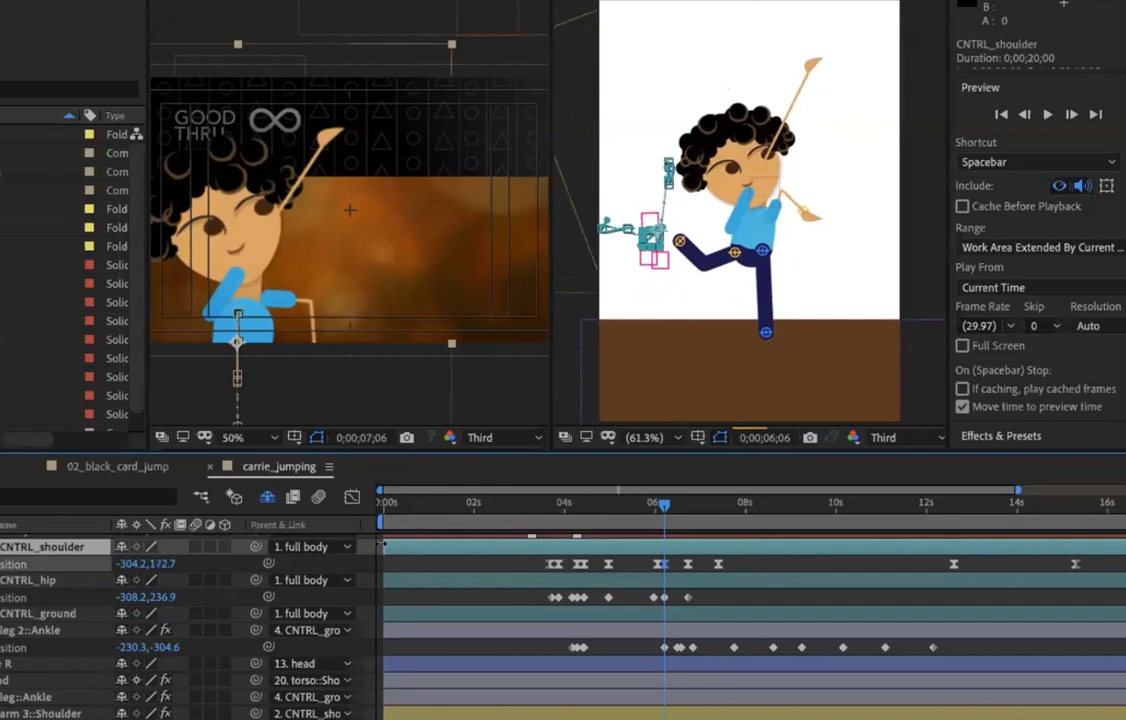 B :
A : 0
CNTRL_shoulder
Duration: 0;00;20;00
Preview
Shortcut
Spacebar
Include:
Cache Before Playback
Range
Work Area Extended By Current ...
Play From
Current Time
Frame Rate Skip Resolution
(29.97) 0 Auto
Full Screen
On (Spacebar) Stop:
If caching, play cached frames
Move time to preview time
Effects & Presets
Type
Fold
Com
Com
Com
Fold
Fold
Fold
Solic
Solic
Solic
Solic
Solic
Solic
Solic
Solic
Solic
GOOD
THRU
50% 0;00;07;06 Third
(61.3%) 0;00;06;06 Third
02_black_card_jump
carrie_jumping
ame
Parent & Link
:00s 02s 04s 06s 08s 10s 12s 14s 16s
CNTRL_shoulder 1. full body
sition -304.2,172.7
CNTRL_hip 1. full body
sition -308.2,236.9
CNTRL_ground 1. full body
leg 2::Ankle 4. CNTRL_gro
sition -230.3,-304.6
e R 13. head
nd 20. torso::Sho
leg::Ankle 4. CNTRL_gro
arm 3::Shoulder 2. CNTRL_sho